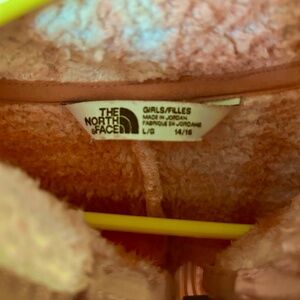 THE
NORTH
FACE
GIRLS/FILLES
MADE IN JORDAN
FABRIQUÉ EN JORDANIE
L/G 14/16